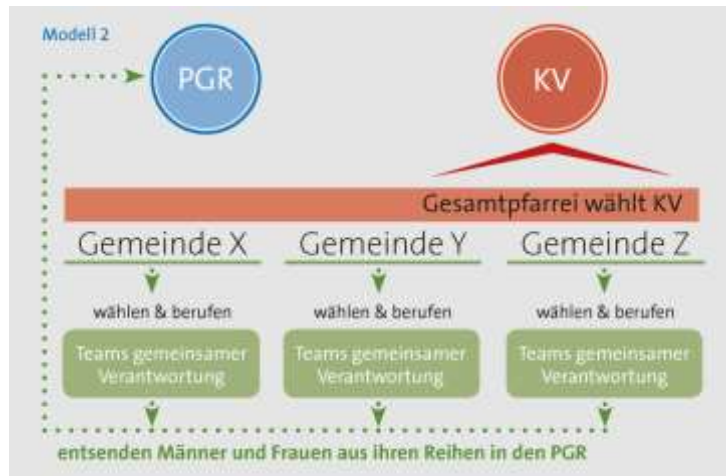 Modell 2
PGR
KV
Gesamtpfarrei wählt KV
Gemeinde X
Gemeinde Y
Gemeinde Z
wählen & berufen
wählen & berufen
wählen & berufen
Teams gemeinsamer
Verantwortung
Teams gemeinsamer
Verantwortung
Teams gemeinsamer
Verantwortung
entsenden Männer und Frauen aus ihren Reihen in den PGR